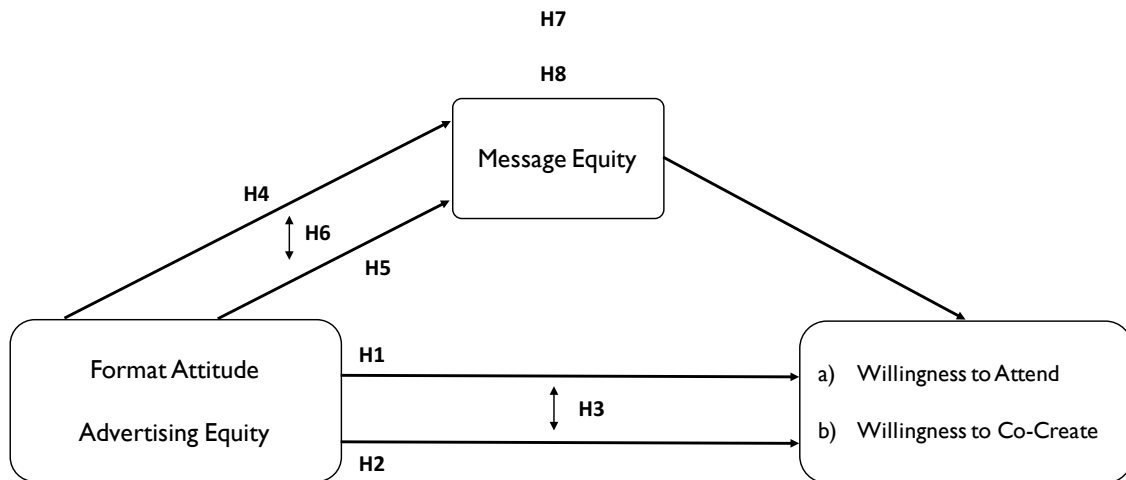 H7
H8
Message Equity
H4
H6
H5
Format Attitude
Advertising Equity
H1
H3
H2
a) Willingness to Attend
b) Willingness to Co-Create